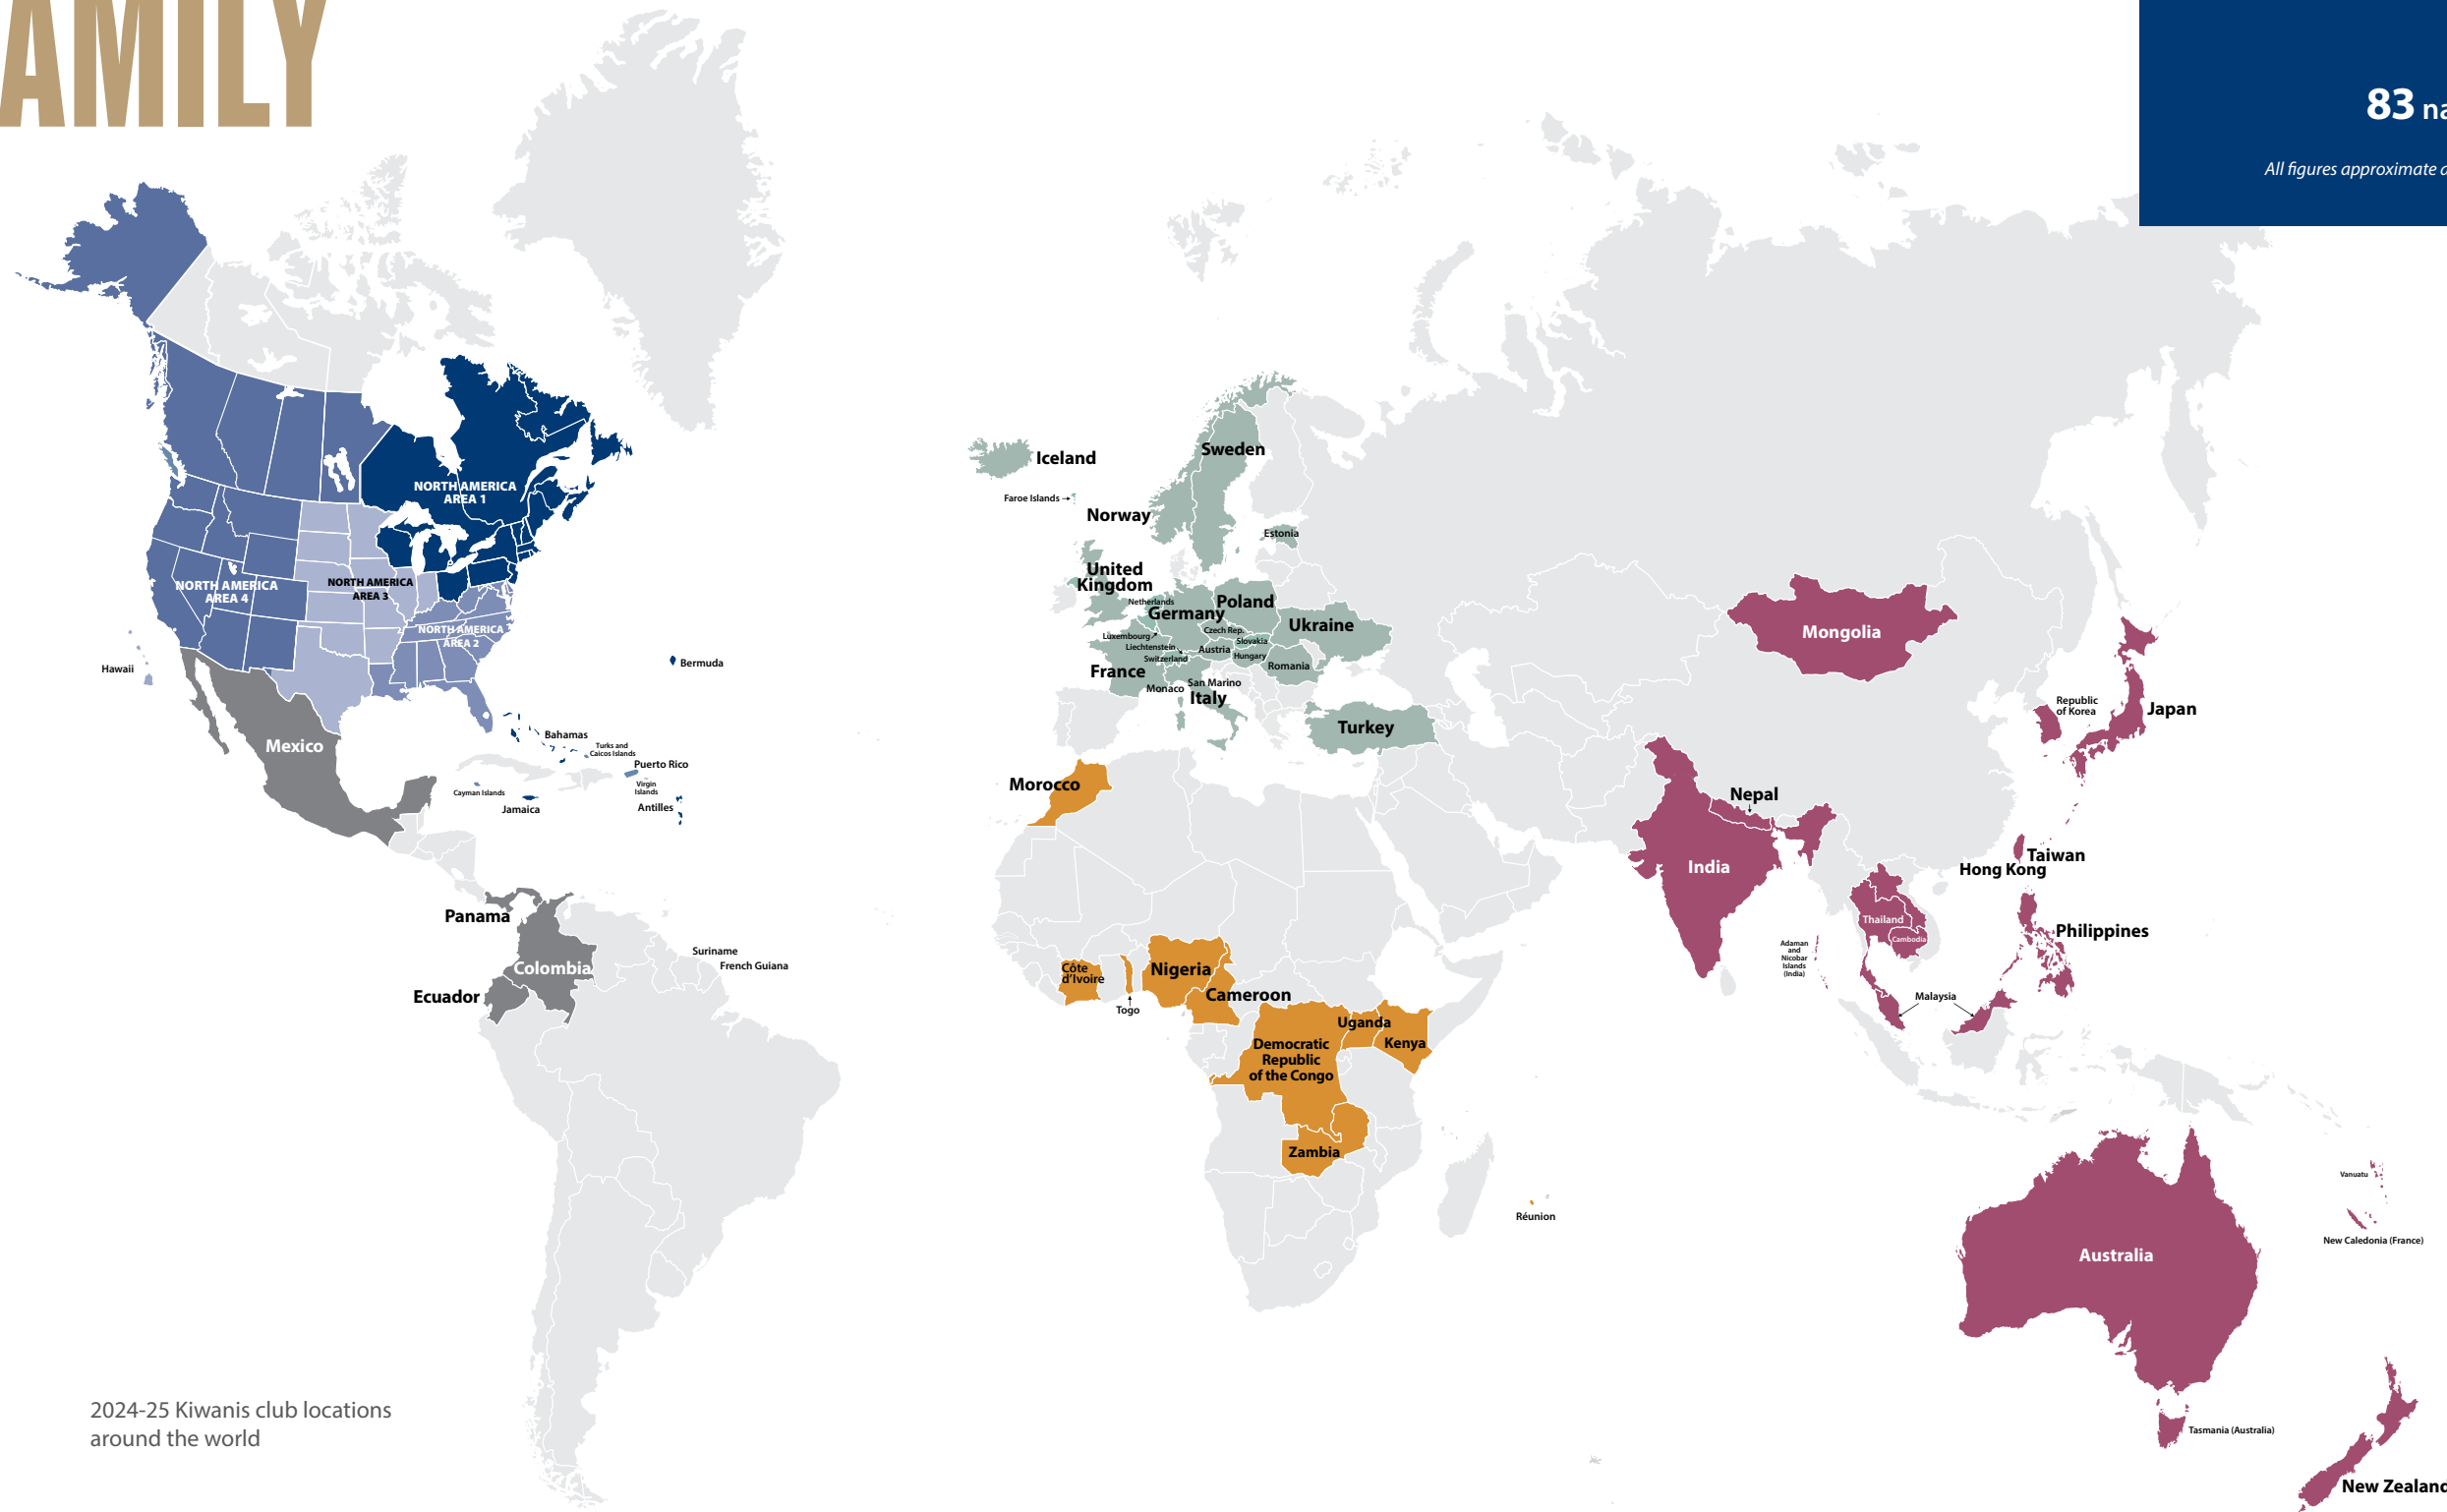 AMILY
83 na
All figures approximate a
NORTH AMERICA
AREA 1
NORTH AMERICA
AREA 4
NORTH AMERICA
AREA 3
NORTH AMERICA
AREA 2
Hawaii
Bermuda
Mexico
Bahamas
Turks and
Caicos Islands
Puerto Rico
Virgin
Islands
Cayman Islands
Jamaica
Antilles
Panama
Colombia
Ecuador
Suriname
French Guiana
Iceland
Faroe Islands
Sweden
Norway
Estonia
United
Kingdom
Netherlands
Germany
Poland
Ukraine
Luxembourg
Czech Rep.
Slovakia
Liechtenstein
Austria
Hungary
Switzerland
Romania
France
Monaco
San Marino
Italy
Turkey
Morocco
Côte
d'Ivoire
Togo
Nigeria
Cameroon
Uganda
Kenya
Democratic
Republic
of the Congo
Zambia
Réunion
Mongolia
Republic
of Korea
Japan
Nepal
India
Taiwan
Hong Kong
Thailand
Cambodia
Philippines
Adaman
and
Nicobar
Islands
(India)
Malaysia
Vanuatu
New Caledonia (France)
Australia
Tasmania (Australia)
New Zealand
2024-25 Kiwanis club locations
around the world